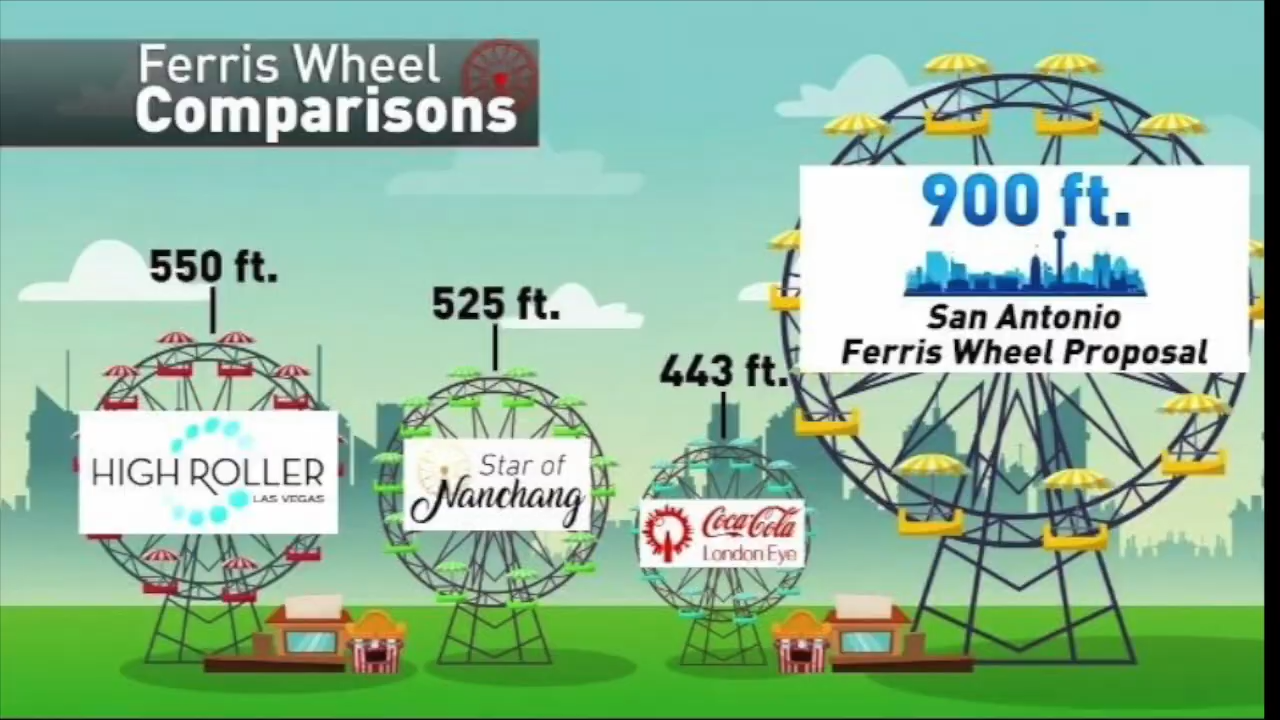 Ferris Wheel
Comparisons
550 ft.
HIGH ROLLER
LAS VEGAS
525 ft.
Star of
Nanchang
443 ft.
Coca-Cola
London Eye
900 ft.
San Antonio
Ferris Wheel Proposal